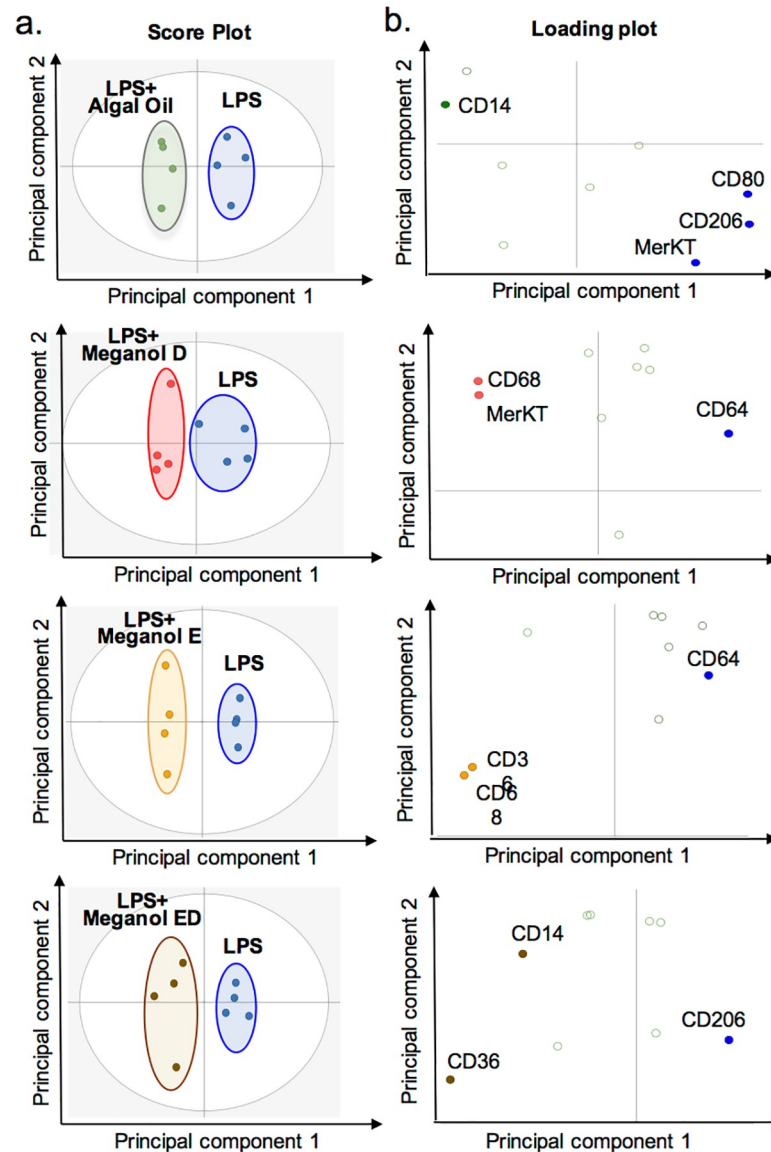 a.
b.
Score Plot
Loading plot
Principal component 2
LPS+
Algal Oil
LPS
Principal component 1
Principal component 2
CD14
CD80
CD206
MerKT
Principal component 1
Principal component 2
LPS+
Meganol D
LPS
Principal component 1
Principal component 2
CD68
MerKT
CD64
Principal component 1
Principal component 2
LPS+
Meganol E
LPS
Principal component 1
Principal component 2
CD64
CD3
6
CD6
8
Principal component 1
Principal component 2
LPS+
Meganol ED
LPS
Principal component 1
Principal component 2
CD14
CD206
CD36
Principal component 1